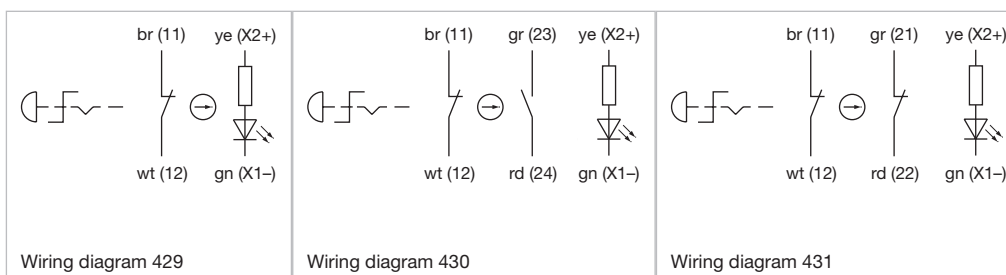 br (11) ye (X2+)
wt (12) gn (X1–)
Wiring diagram 429
br (11) gr (23) ye (X2+)
wt (12) rd (24) gn (X1–)
Wiring diagram 430
br (11) gr (21) ye (X2+)
wt (12) rd (22) gn (X1–)
Wiring diagram 431